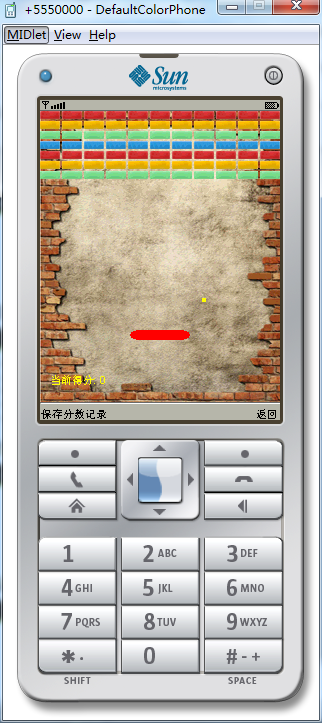 +5550000 - DefaultColorPhone
MIDlet View Help
Sun
microsystems
当前得分: 0
保存分数记录 返回
1 2 ABC 3 DEF
4 GHI 5 JKL 6 MNO
7 PQRS 8 TUV 9 WXYZ
* . 0 # - +
SHIFT SPACE